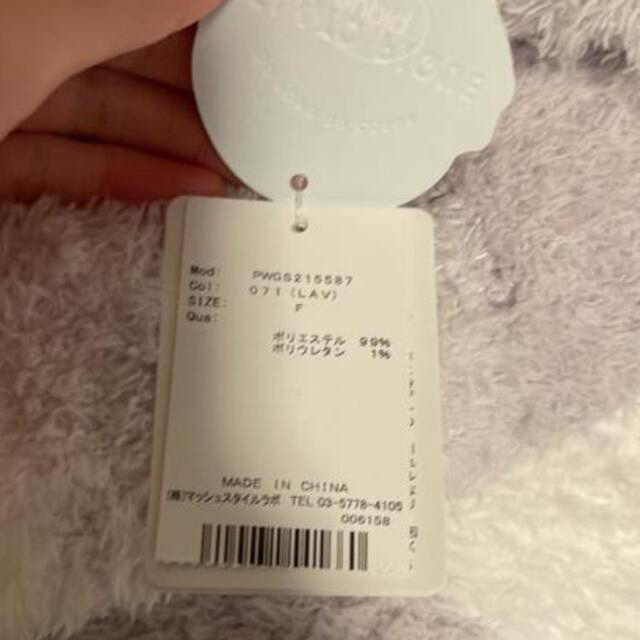 Mod: PWGS215587
Col: 071(LAV)
SIZE: F
Qua:
ポリエステル 99%
ポリウレタン 1%
MADE IN CHINA
(株)マッシュスタイルラボ TEL 03-5778-4105
006158